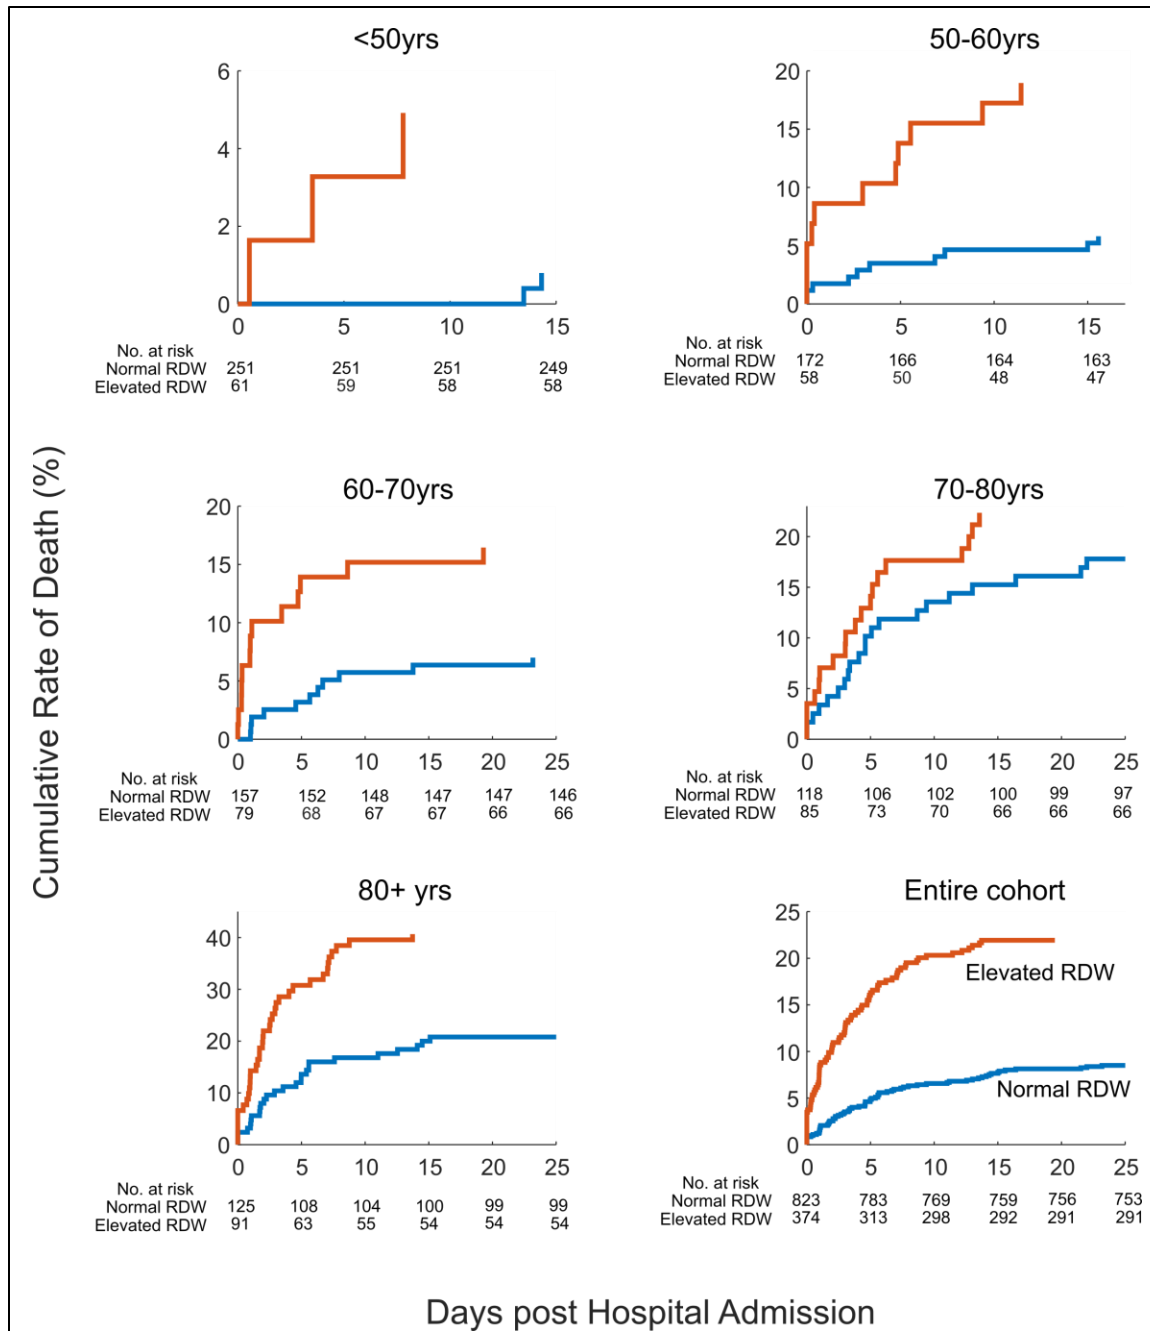 <50yrs
6
4
2
0
0 5 10 15
No. at risk
Normal RDW 251 251 251 249
Elevated RDW 61 59 58 58
50-60yrs
20
15
10
5
0
0 5 10 15
No. at risk
Normal RDW 172 166 164 163
Elevated RDW 58 50 48 47
Cumulative Rate of Death (%)
60-70yrs
20
15
10
5
0
0 5 10 15 20 25
No. at risk
Normal RDW 157 152 148 147 147 146
Elevated RDW 79 68 67 67 66 66
70-80yrs
20
15
10
5
0
0 5 10 15 20 25
No. at risk
Normal RDW 118 106 102 100 99 97
Elevated RDW 85 73 70 66 66 66
80+ yrs
40
30
20
10
0
0 5 10 15 20 25
No. at risk
Normal RDW 125 108 104 100 99 99
Elevated RDW 91 63 55 54 54 54
Entire cohort
25
20
15
10
5
0
Elevated RDW
Normal RDW
0 5 10 15 20 25
No. at risk
Normal RDW 823 783 769 759 756 753
Elevated RDW 374 313 298 292 291 291
Days post Hospital Admission